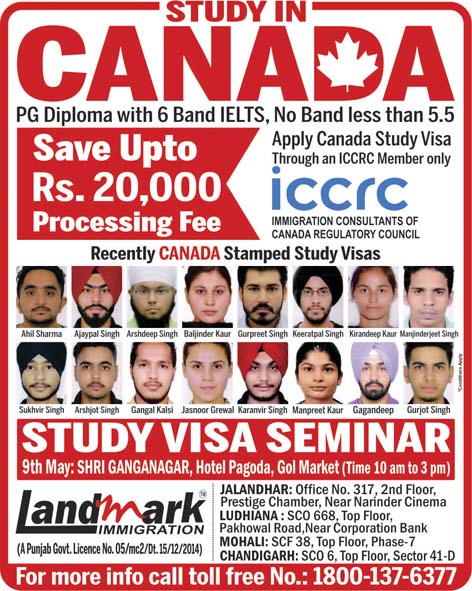 STUDY IN
CANADA
PG Diploma with 6 Band IELTS, No Band less than 5.5
Save Upto
Rs. 20,000
Processing Fee
Apply Canada Study Visa
Through an ICCRC Member only
iccrc
IMMIGRATION CONSULTANTS OF
CANADA REGULATORY COUNCIL
Recently CANADA Stamped Study Visas
Ahil Sharma Ajaypal Singh Arshdeep Singh Baljinder Kaur Gurpreet Singh Keeratpal Singh Kirandeep Kaur Manjinderjeet Singh
Sukhvir Singh Arshjot Singh Gangal Kalsi Jasnoor Grewal Karanvir Singh Manpreet Kaur Gagandeep Gurjot Singh
*Conditions Apply
STUDY VISA SEMINAR
9th May: SHRI GANGANAGAR, Hotel Pagoda, Gol Market (Time 10 am to 3 pm)
Landmark TM
IMMIGRATION
(A Punjab Govt. Licence No. 05/mc2/Dt. 15/12/2014)
JALANDHAR: Office No. 317, 2nd Floor,
Prestige Chamber, Near Narinder Cinema
LUDHIANA : SCO 668, Top Floor,
Pakhowal Road,Near Corporation Bank
MOHALI: SCF 38, Top Floor, Phase-7
CHANDIGARH: SCO 6, Top Floor, Sector 41-D
For more info call toll free No.: 1800-137-6377